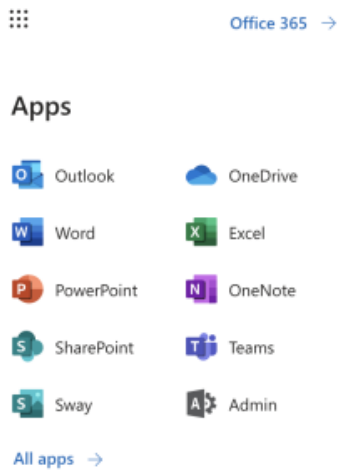 Office 365 →
Apps
Outlook
OneDrive
Word
Excel
PowerPoint
OneNote
SharePoint
Teams
Sway
Admin
All apps →